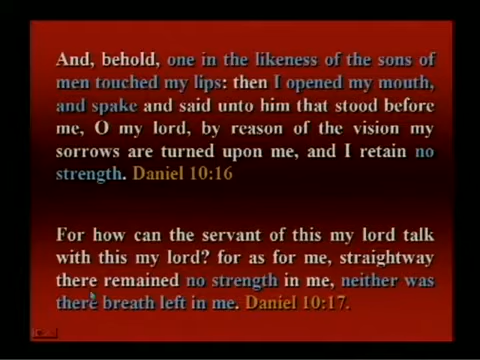 And, behold, one in the likeness of the sons of
men touched my lips: then I opened my mouth,
and spake and said unto him that stood before
me, O my lord, by reason of the vision my
sorrows are turned upon me, and I retain no
strength. Daniel 10:16
For how can the servant of this my lord talk
with this my lord? for as for me, straightway
there remained no strength in me, neither was
there breath left in me. Daniel 10:17.